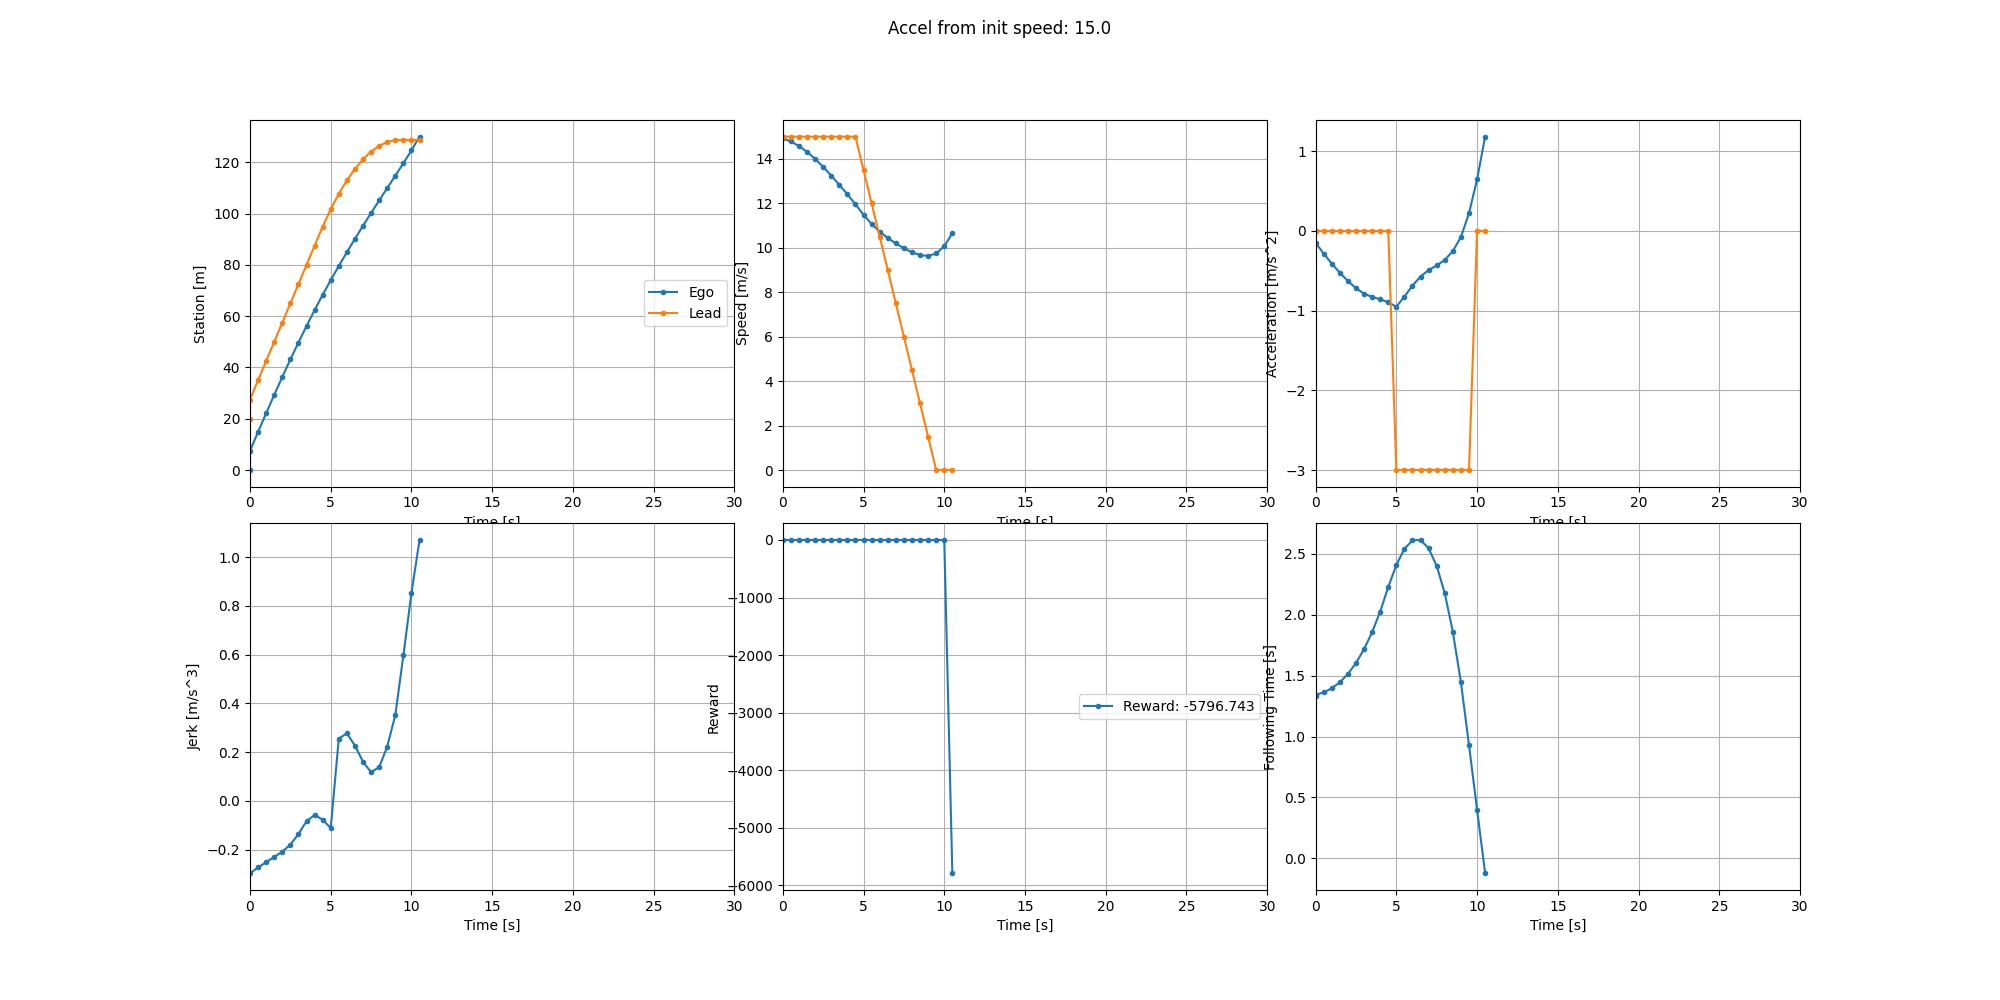 Accel from init speed: 15.0
Station [m]
120
100
80
60
40
20
0
0 5 10 15 20 25 30
Time [s]
Ego
Lead
Speed [m/s]
14
12
10
8
6
4
2
0
0 5 10 15 20 25 30
Time [s]
Acceleration [m/s^2]
1
0
−1
−2
−3
0 5 10 15 20 25 30
Time [s]
Jerk [m/s^3]
1.0
0.8
0.6
0.4
0.2
0.0
−0.2
0 5 10 15 20 25 30
Time [s]
Reward
0
−1000
−2000
−3000
−4000
−5000
−6000
0 5 10 15 20 25 30
Time [s]
Reward: -5796.743
Following Time [s]
2.5
2.0
1.5
1.0
0.5
0.0
0 5 10 15 20 25 30
Time [s]